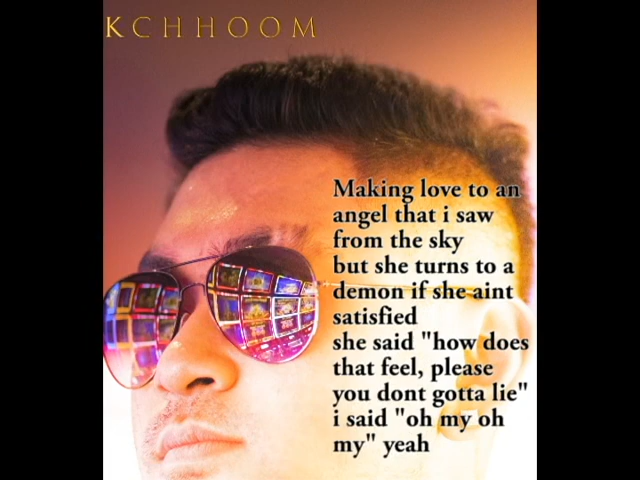 KCHHOOM
Making love to an
angel that i saw
from the sky
but she turns to a
demon if she aint
satisfied
she said "how does
that feel, please
you dont gotta lie"
i said "oh my oh
my" yeah